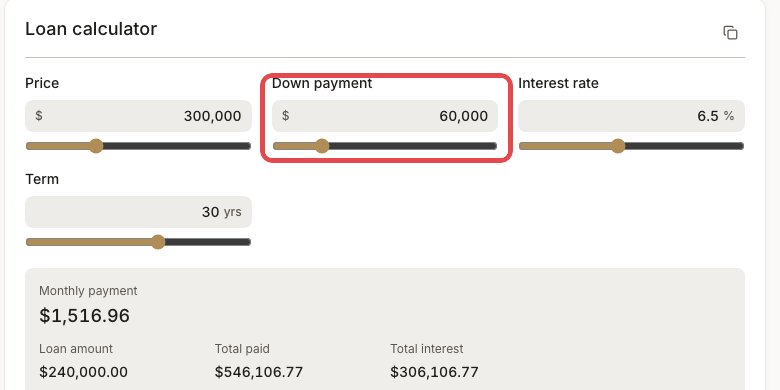 Loan calculator
Price
Down payment
Interest rate
$ 300,000
$ 60,000
6.5 %
Term
30 yrs
Monthly payment
$1,516.96
Loan amount
Total paid
Total interest
$240,000.00
$546,106.77
$306,106.77